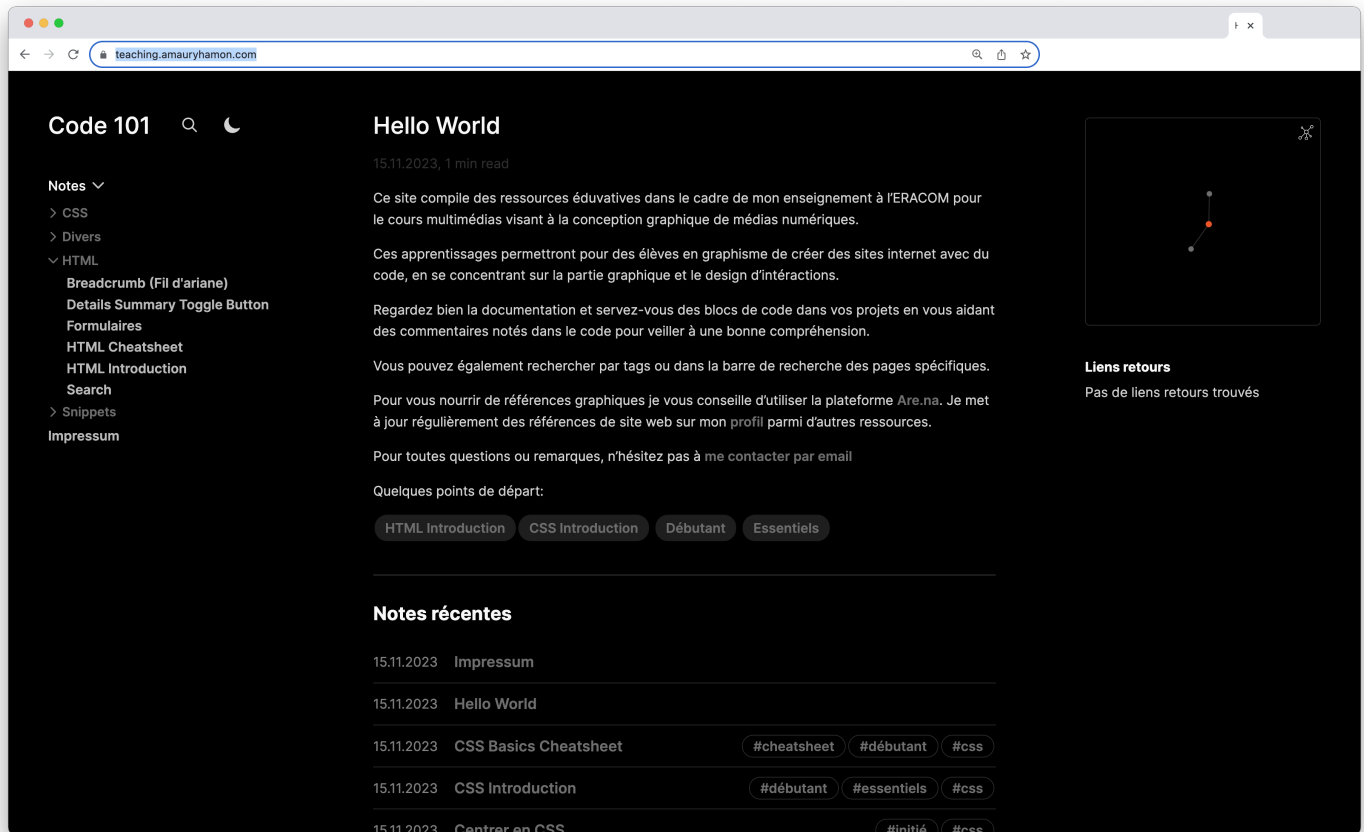 teaching.amauryhamon.com
Code 101
Notes
CSS
Divers
HTML
Breadcrumb (Fil d'ariane)
Details Summary Toggle Button
Formulaires
HTML Cheatsheet
HTML Introduction
Search
Snippets
Impressum
Hello World
15.11.2023, 1 min read
Ce site compile des ressources éduvatives dans le cadre de mon enseignement à l’ERACOM pour
le cours multimédias visant à la conception graphique de médias numériques.
Ces apprentissages permettront pour des élèves en graphisme de créer des sites internet avec du
code, en se concentrant sur la partie graphique et le design d’intéractions.
Regardez bien la documentation et servez-vous des blocs de code dans vos projets en vous aidant
des commentaires notés dans le code pour veiller à une bonne compréhension.
Vous pouvez également rechercher par tags ou dans la barre de recherche des pages spécifiques.
Pour vous nourrir de références graphiques je vous conseille d’utiliser la plateforme Are.na. Je met
à jour régulièrement des références de site web sur mon profil parmi d’autres ressources.
Pour toutes questions ou remarques, n’hésitez pas à me contacter par email
Quelques points de départ:
HTML Introduction CSS Introduction Débutant Essentiels
Notes récentes
15.11.2023 Impressum
15.11.2023 Hello World
15.11.2023 CSS Basics Cheatsheet #cheatsheet #débutant #css
15.11.2023 CSS Introduction #débutant #essentiels #css
15.11.2023 Centrer en CSS #initié #css
Liens retours
Pas de liens retours trouvés